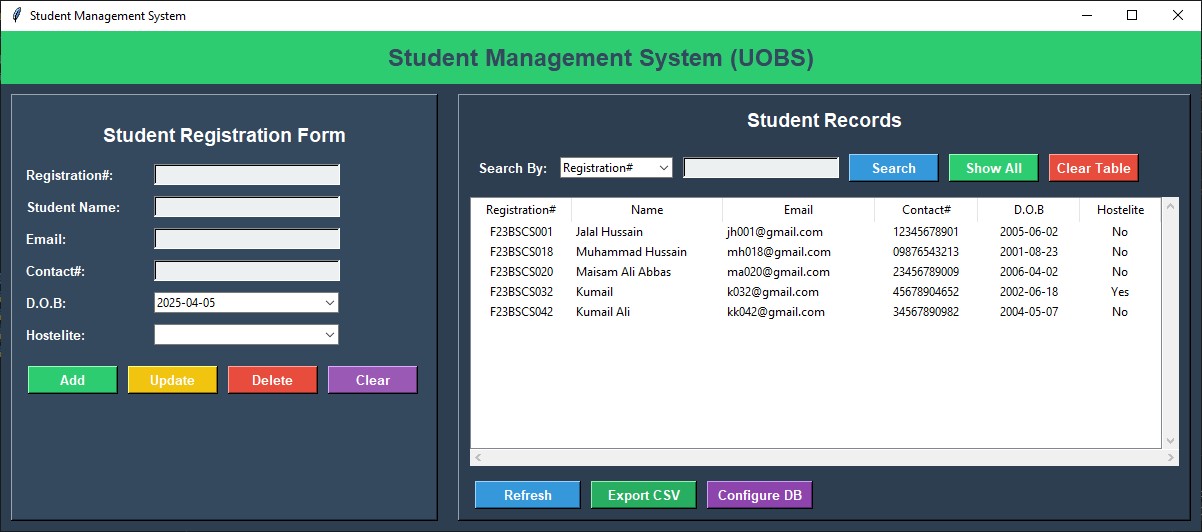 Student Management System
Student Management System (UOBS)
Student Registration Form
Registration#:
Student Name:
Email:
Contact#:
D.O.B: 2025-04-05
Hostelite:
Add Update Delete Clear
Student Records
Search By: Registration# Search Show All Clear Table
Registration# Name Email Contact# D.O.B Hostelite
F23BSCS001 Jalal Hussain jh001@gmail.com 12345678901 2005-06-02 No
F23BSCS018 Muhammad Hussain mh018@gmail.com 09876543213 2001-08-23 No
F23BSCS020 Maisam Ali Abbas ma020@gmail.com 23456789009 2006-04-02 No
F23BSCS032 Kumail k032@gmail.com 45678904652 2002-06-18 Yes
F23BSCS042 Kumail Ali kk042@gmail.com 34567890982 2004-05-07 No
Refresh Export CSV Configure DB